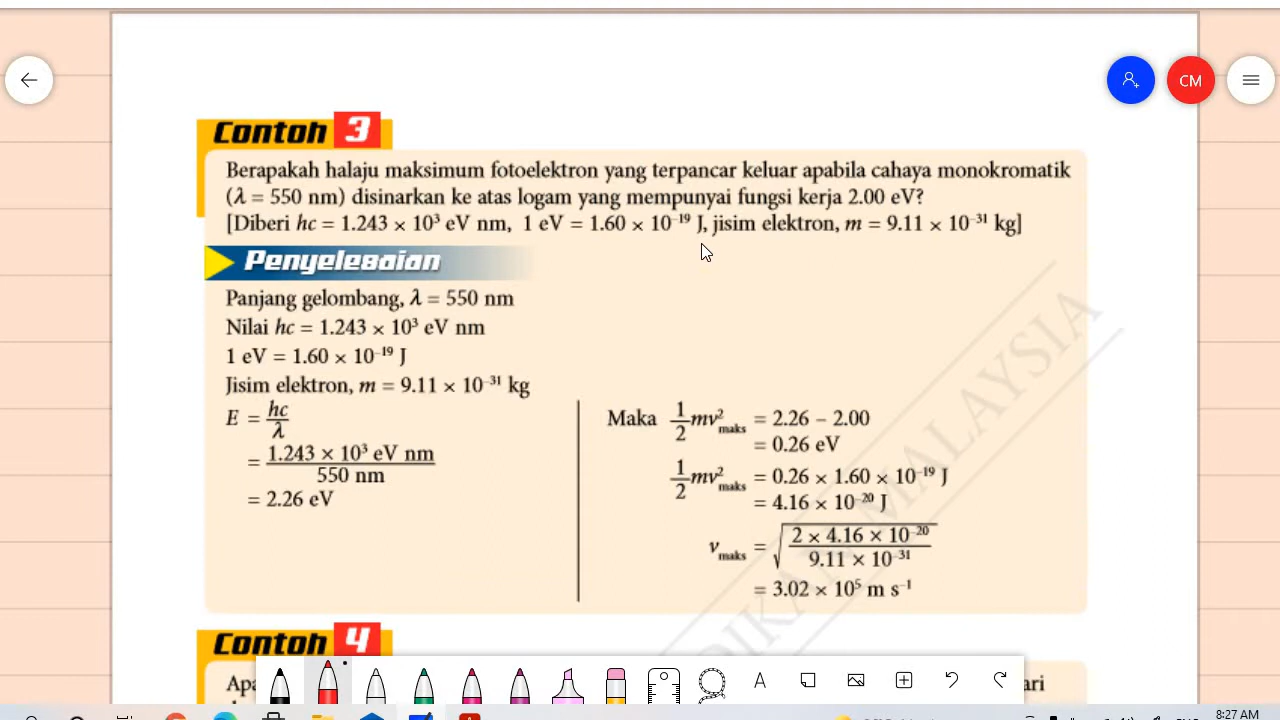 CM
Contoh 3
Berapakah halaju maksimum fotoelektron yang terpancar keluar apabila cahaya monokromatik
(λ = 550 nm) disinarkan ke atas logam yang mempunyai fungsi kerja 2.00 eV?
[Diberi hc = 1.243 × 10³ eV nm, 1 eV = 1.60 × 10⁻¹⁹ J, jisim elektron, m = 9.11 × 10⁻³¹ kg]
Penyelesaian
Panjang gelombang, λ = 550 nm
Nilai hc = 1.243 × 10³ eV nm
1 eV = 1.60 × 10⁻¹⁹ J
Jisim elektron, m = 9.11 × 10⁻³¹ kg
E = hc/λ
= 1.243 × 10³ eV nm / 550 nm
= 2.26 eV
Maka 1/2 mv²maks = 2.26 – 2.00
= 0.26 eV
1/2 mv²maks = 0.26 × 1.60 × 10⁻¹⁹ J
= 4.16 × 10⁻²⁰ J
vmaks = √(2 × 4.16 × 10⁻²⁰ / 9.11 × 10⁻³¹)
= 3.02 × 10⁵ m s⁻¹
DIKAN MALAYSIA
Contoh 4
Apa
ari
A
8:27 AM